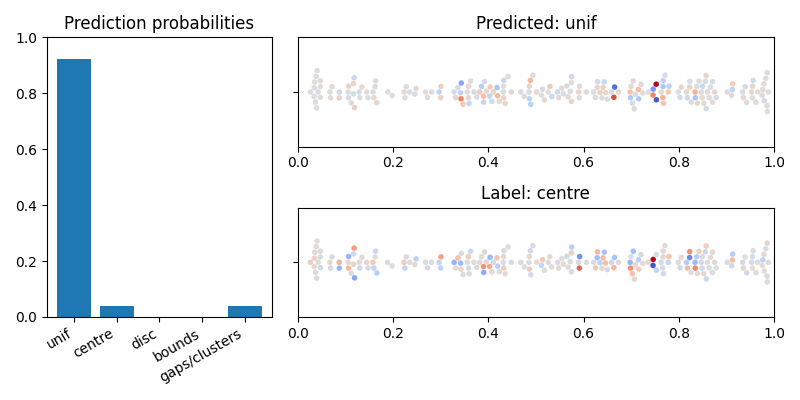 Prediction probabilities
1.0
0.8
0.6
0.4
0.2
0.0
unif
centre
disc
bounds
gaps/clusters
Predicted: unif
0.0 0.2 0.4 0.6 0.8 1.0
Label: centre
0.0 0.2 0.4 0.6 0.8 1.0